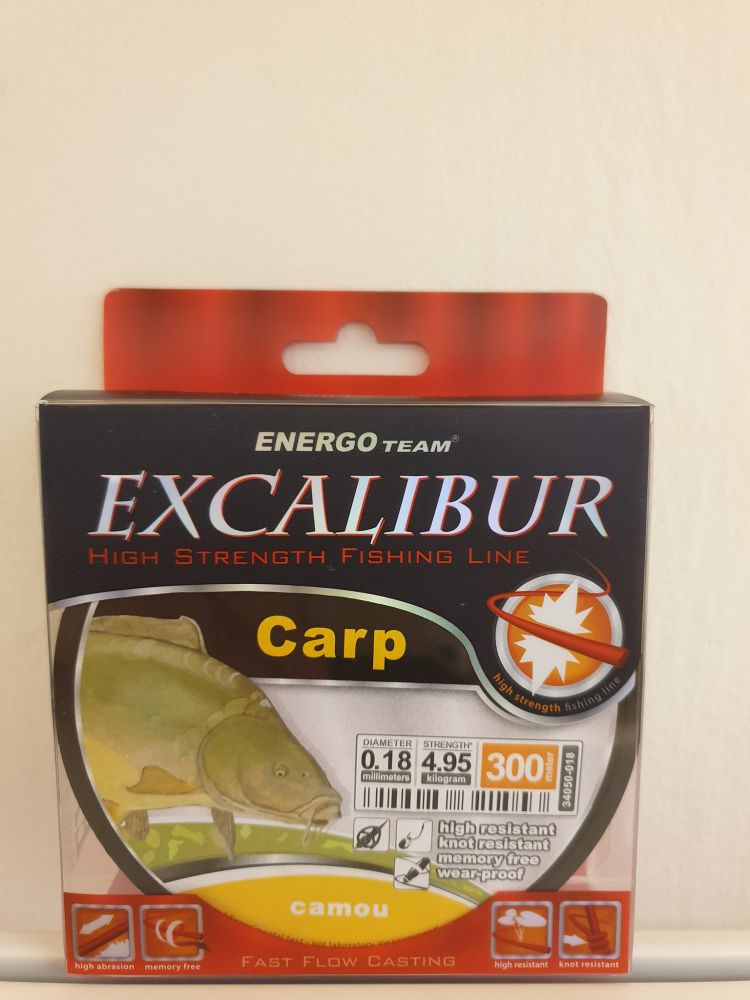 ENERGO TEAM®
EXCALIBUR
HIGH STRENGTH FISHING LINE
Carp
high strength fishing line
DIAMETER
0.18
millimeters
STRENGTH*
4.95
kilogram
300 meter
34050-018
high resistant
knot resistant
memory free
wear-proof
camou
not laboratory
high abrasion
memory free
FAST FLOW CASTING
high resistant
knot resistant